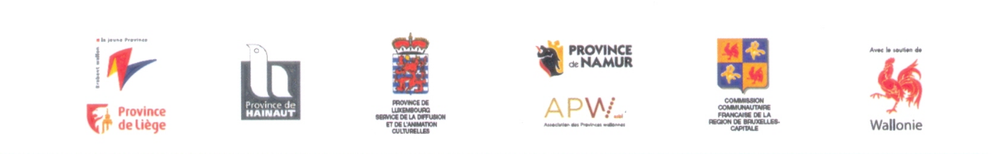 la jeune Province
Brabant wallon
Province
de Liège
Province de
HAINAUT
PROVINCE DE
LUXEMBOURG
SERVICE DE LA DIFFUSION
ET DE L'ANIMATION
CULTURELLES
PROVINCE
de NAMUR
APW
asbl
Association des Provinces wallonnes
COMMISSION
COMMUNAUTAIRE
FRANCAISE DE LA
REGION DE BRUXELLES-
CAPITALE
Avec le soutien de
Wallonie